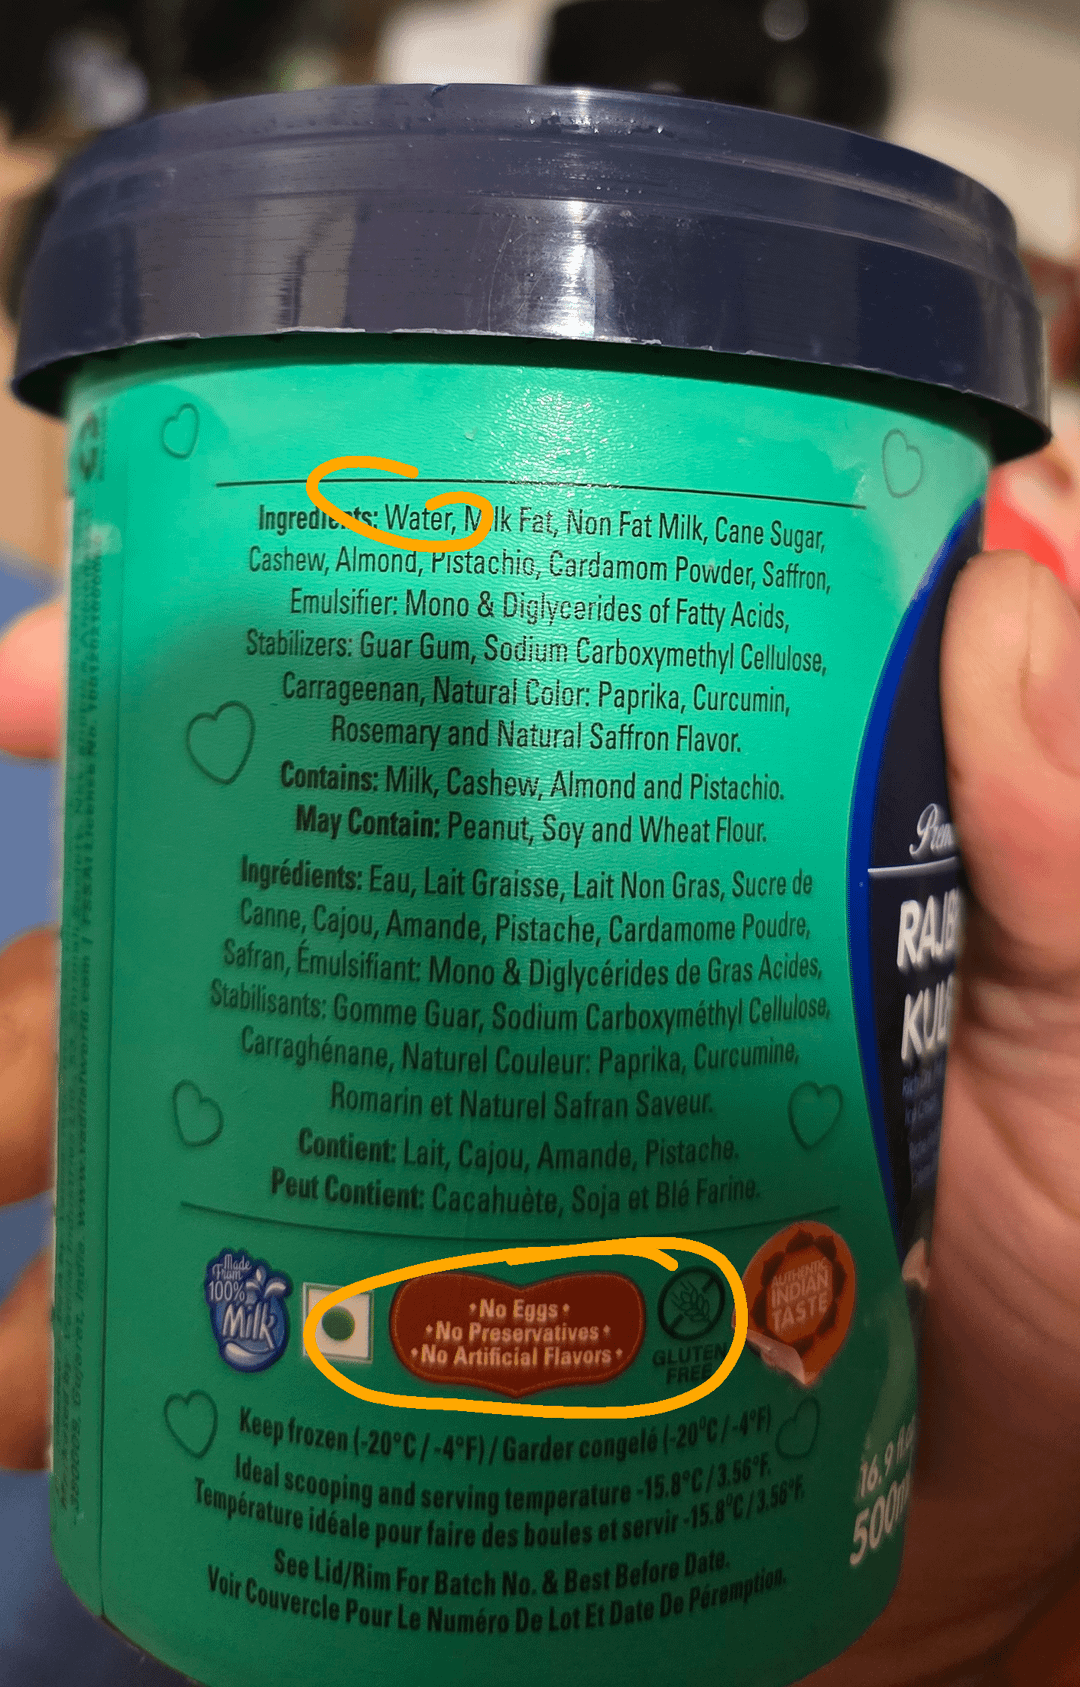 Ingredients: Water, Milk Fat, Non Fat Milk, Cane Sugar,
Cashew, Almond, Pistachio, Cardamom Powder, Saffron,
Emulsifier: Mono & Diglycerides of Fatty Acids,
Stabilizers: Guar Gum, Sodium Carboxymethyl Cellulose,
Carrageenan, Natural Color: Paprika, Curcumin,
Rosemary and Natural Saffron Flavor.
Contains: Milk, Cashew, Almond and Pistachio.
May Contain: Peanut, Soy and Wheat Flour.
Ingrédients: Eau, Lait Graisse, Lait Non Gras, Sucre de
Canne, Cajou, Amande, Pistache, Cardamome Poudre,
Safran, Émulsifiant: Mono & Diglycérides de Gras Acides,
Stabilisants: Gomme Guar, Sodium Carboxyméthyl Cellulose,
Carraghénane, Naturel Couleur: Paprika, Curcumine,
Romarin et Naturel Safran Saveur.
Contient: Lait, Cajou, Amande, Pistache.
Peut Contient: Cacahuète, Soja et Blé Farine.
Made
From
100%
Milk
• No Eggs •
• No Preservatives •
• No Artificial Flavors •
GLUTEN
FREE
AUTHENTIC
INDIAN
TASTE
Keep frozen (-20°C / -4°F) / Garder congelé (-20°C / -4°F)
Ideal scooping and serving temperature -15.8°C / 3.56°F.
Température idéale pour faire des boules et servir -15.8°C / 3.56°F.
See Lid/Rim For Batch No. & Best Before Date.
Voir Couvercle Pour Le Numéro De Lot Et Date De Péremption.
16.9 fl
500m